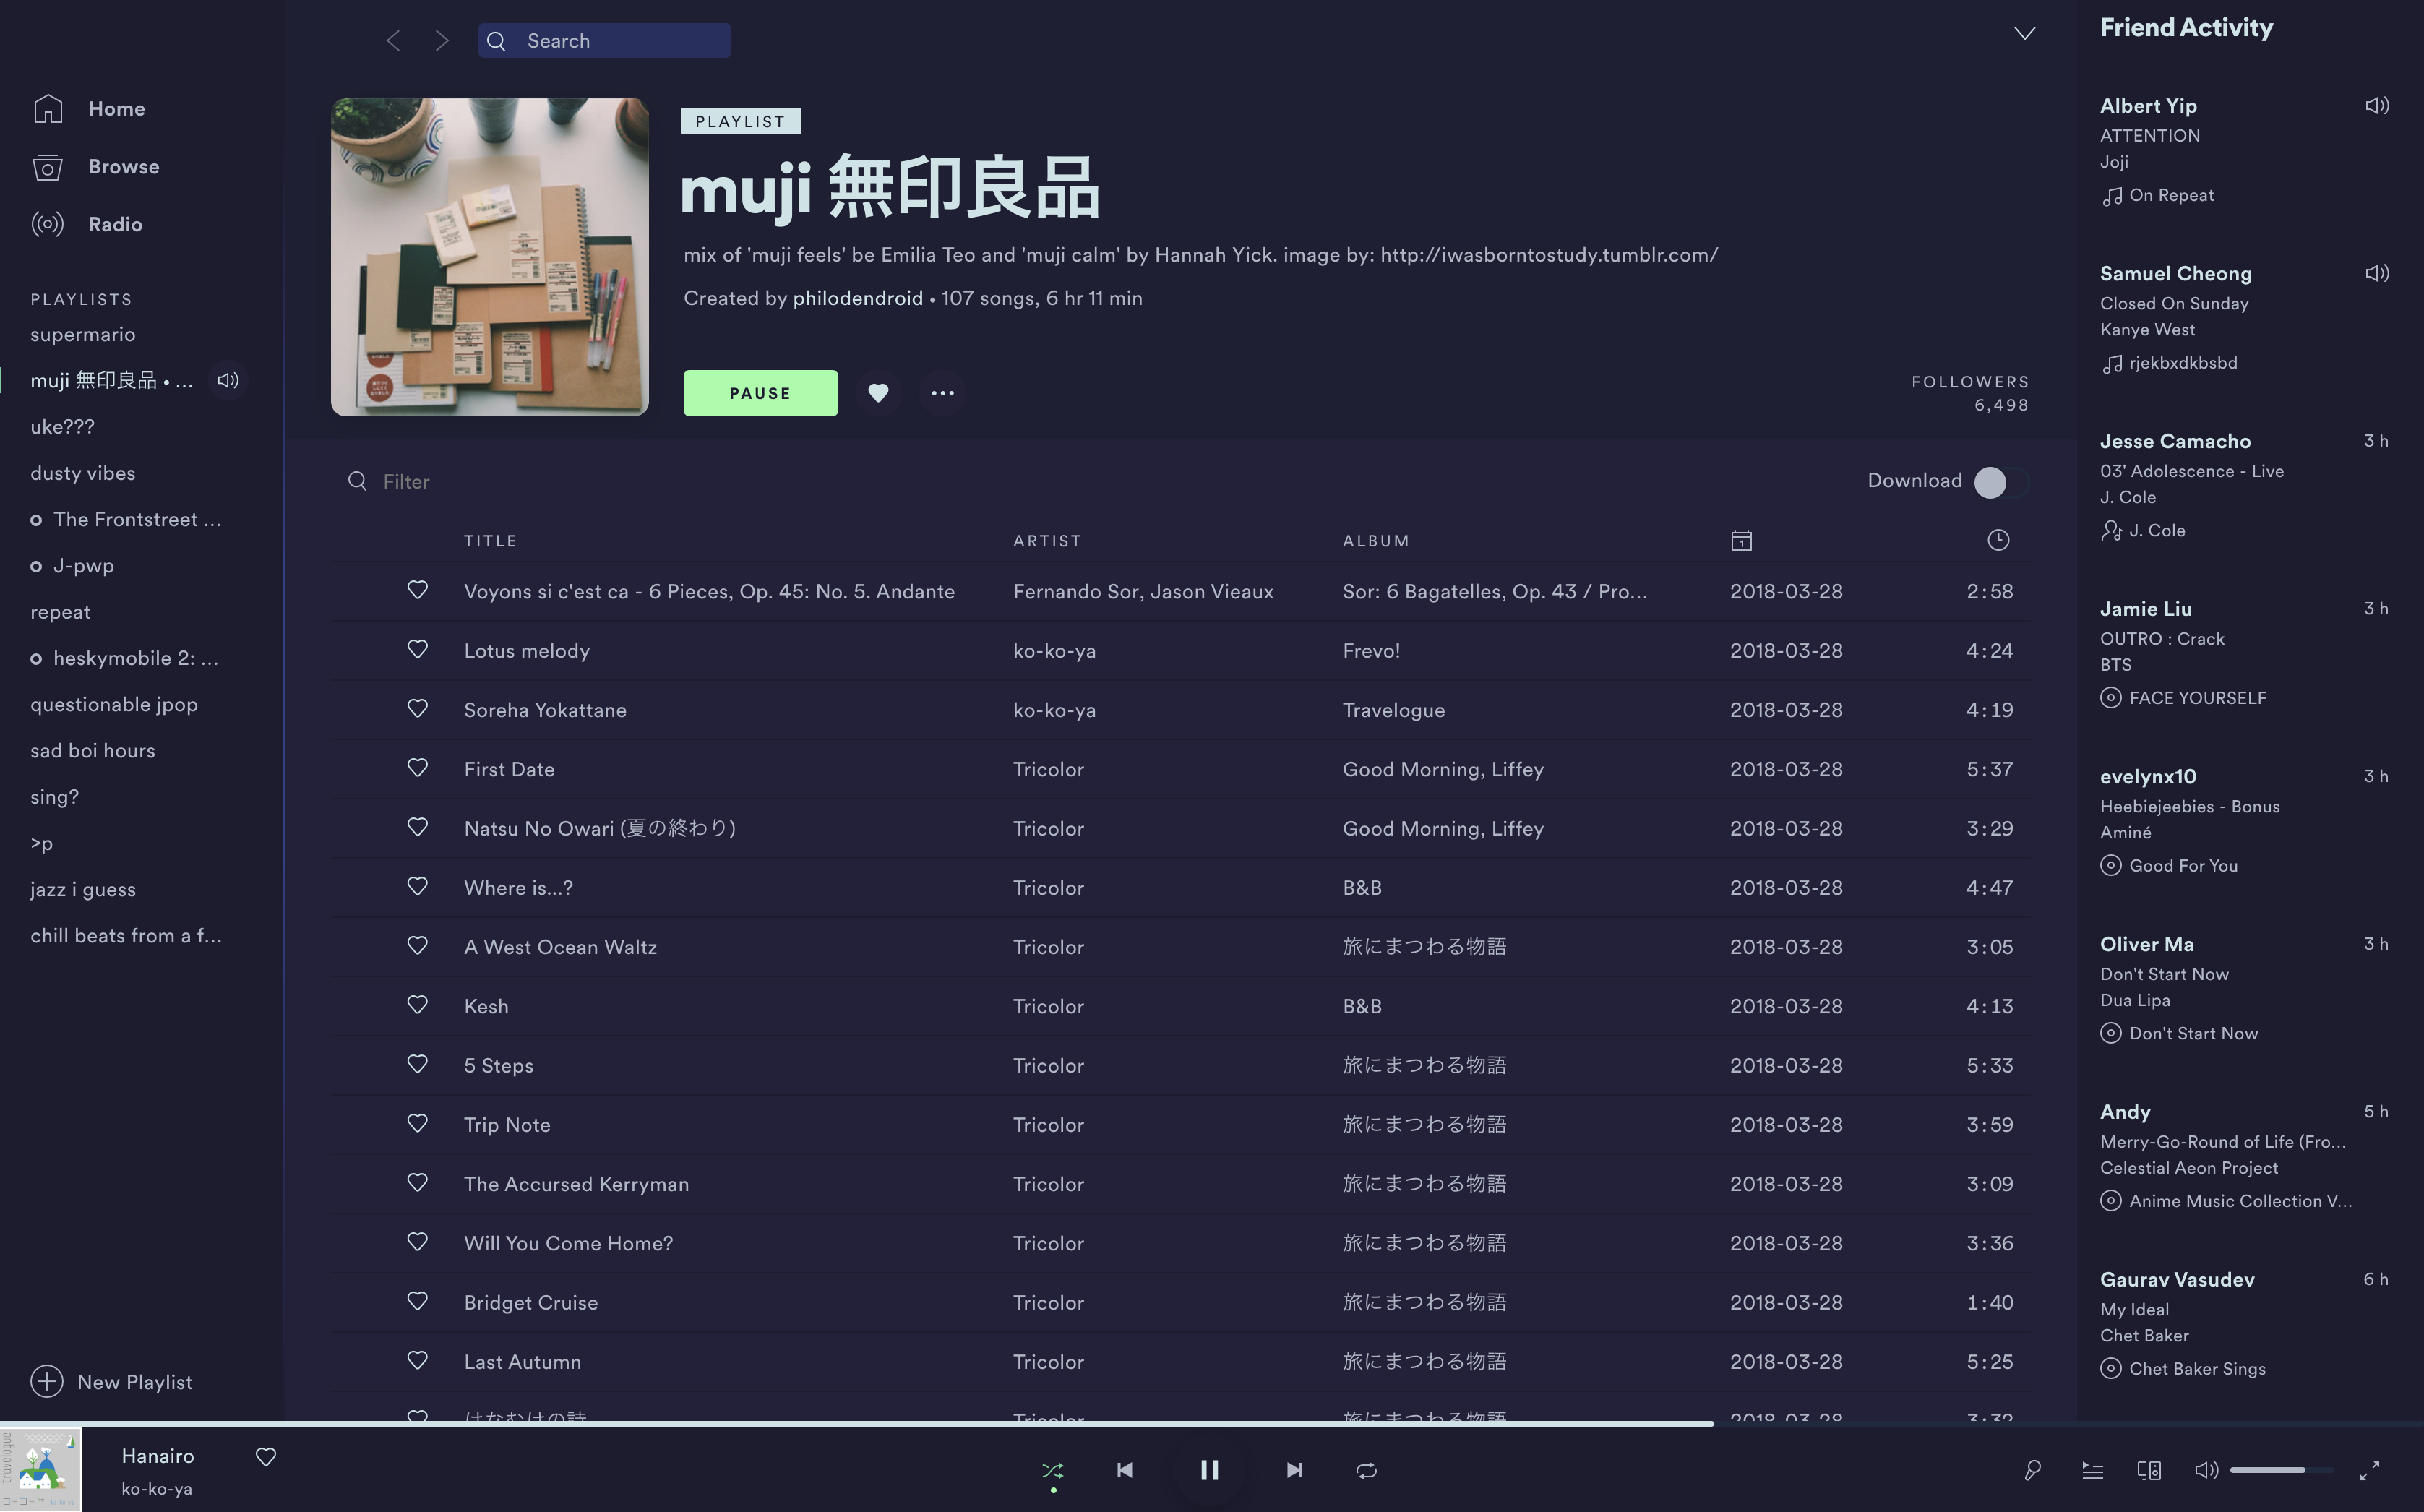 Search
Home
Browse
Radio
PLAYLISTS
supermario
muji 無印良品 • ...
uke???
dusty vibes
The Frontstreet ...
J-pwp
repeat
heskymobile 2: ...
questionable jpop
sad boi hours
sing?
>p
jazz i guess
chill beats from a f...
New Playlist
PLAYLIST
muji 無印良品
mix of 'muji feels' be Emilia Teo and 'muji calm' by Hannah Yick. image by: http://iwasborntostudy.tumblr.com/
Created by philodendroid • 107 songs, 6 hr 11 min
PAUSE
FOLLOWERS
6,498
Filter
Download
TITLE ARTIST ALBUM
Voyons si c'est ca - 6 Pieces, Op. 45: No. 5. Andante Fernando Sor, Jason Vieaux Sor: 6 Bagatelles, Op. 43 / Pro... 2018-03-28 2:58
Lotus melody ko-ko-ya Frevo! 2018-03-28 4:24
Soreha Yokattane ko-ko-ya Travelogue 2018-03-28 4:19
First Date Tricolor Good Morning, Liffey 2018-03-28 5:37
Natsu No Owari (夏の終わり) Tricolor Good Morning, Liffey 2018-03-28 3:29
Where is...? Tricolor B&B 2018-03-28 4:47
A West Ocean Waltz Tricolor 旅にまつわる物語 2018-03-28 3:05
Kesh Tricolor B&B 2018-03-28 4:13
5 Steps Tricolor 旅にまつわる物語 2018-03-28 5:33
Trip Note Tricolor 旅にまつわる物語 2018-03-28 3:59
The Accursed Kerryman Tricolor 旅にまつわる物語 2018-03-28 3:09
Will You Come Home? Tricolor 旅にまつわる物語 2018-03-28 3:36
Bridget Cruise Tricolor 旅にまつわる物語 2018-03-28 1:40
Last Autumn Tricolor 旅にまつわる物語 2018-03-28 5:25
はなむけの詩 Tricolor 旅にまつわる物語 2018-03-28 3:32
Friend Activity
Albert Yip
ATTENTION
Joji
On Repeat
Samuel Cheong
Closed On Sunday
Kanye West
rjekbxdkbsbd
Jesse Camacho 3 h
03' Adolescence - Live
J. Cole
J. Cole
Jamie Liu 3 h
OUTRO : Crack
BTS
FACE YOURSELF
evelynx10 3 h
Heebiejeebies - Bonus
Aminé
Good For You
Oliver Ma 3 h
Don't Start Now
Dua Lipa
Don't Start Now
Andy 5 h
Merry-Go-Round of Life (Fro...
Celestial Aeon Project
Anime Music Collection V...
Gaurav Vasudev 6 h
My Ideal
Chet Baker
Chet Baker Sings
travelogue
Hanairo
ko-ko-ya